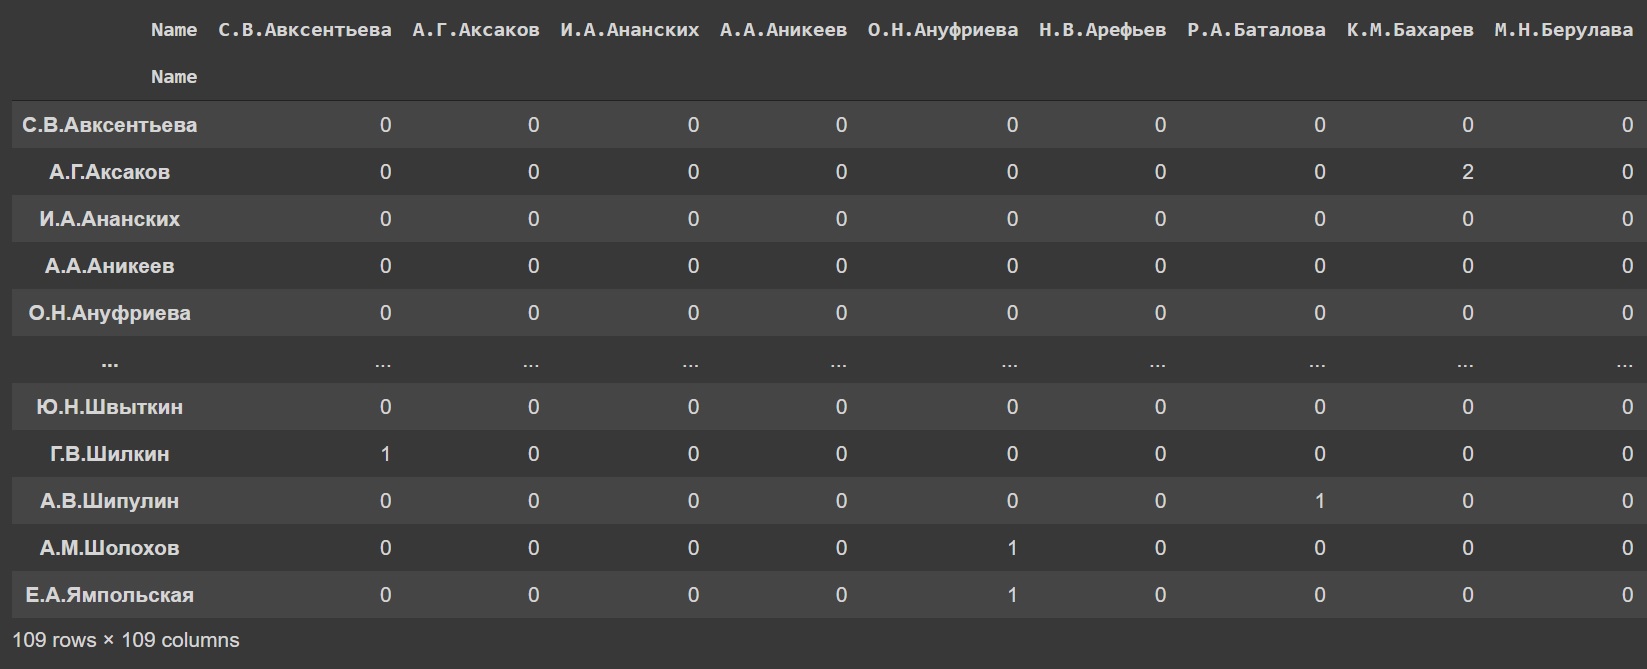 Name С.В.Авксентьева А.Г.Аксаков И.А.Ананских А.А.Аникеев О.Н.Ануфриева Н.В.Арефьев Р.А.Баталова К.М.Бахарев М.Н.Берулава
Name
С.В.Авксентьева 0 0 0 0 0 0 0 0 0
А.Г.Аксаков 0 0 0 0 0 0 0 2 0
И.А.Ананских 0 0 0 0 0 0 0 0 0
А.А.Аникеев 0 0 0 0 0 0 0 0 0
О.Н.Ануфриева 0 0 0 0 0 0 0 0 0
... ... ... ... ... ... ... ... ... ...
Ю.Н.Швыткин 0 0 0 0 0 0 0 0 0
Г.В.Шилкин 1 0 0 0 0 0 0 0 0
А.В.Шипулин 0 0 0 0 0 0 1 0 0
А.М.Шолохов 0 0 0 0 1 0 0 0 0
Е.А.Ямпольская 0 0 0 0 1 0 0 0 0
109 rows × 109 columns